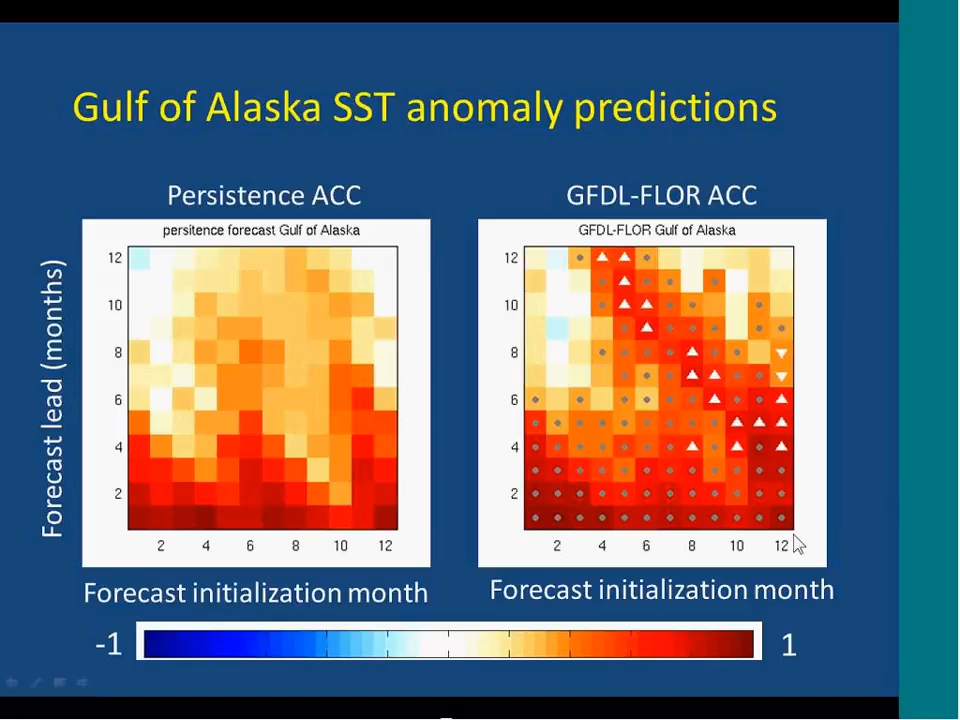 Gulf of Alaska SST anomaly predictions
Persistence ACC
GFDL-FLOR ACC
persitence forecast Gulf of Alaska
GFDL-FLOR Gulf of Alaska
Forecast lead (months)
12
10
8
6
4
2
2 4 6 8 10 12
12
10
8
6
4
2
2 4 6 8 10 12
Forecast initialization month
Forecast initialization month
-1
1